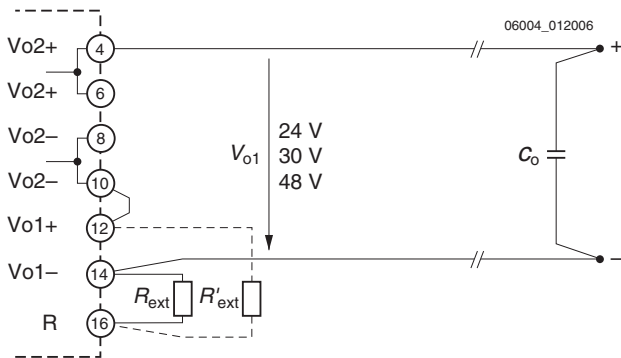 06004_012006
Vo2+ 4 +
Vo2+ 6
Vo2– 8 24 V
Vo1 30 V Co
48 V
Vo2– 10
Vo1+ 12
Vo1– 14 –
Rext R'ext
R 16